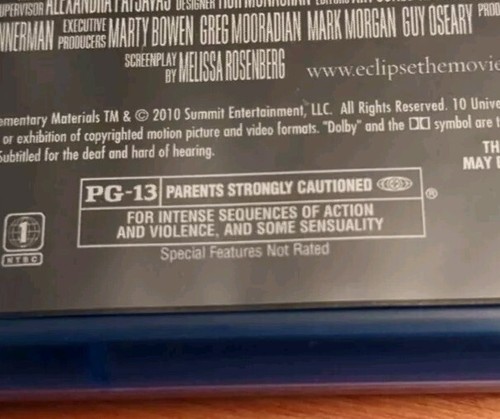 SUPERVISOR ALEXANDRA PATSAVAS DESIGNER
EXECUTIVE PRODUCERS MARTY BOWEN GREG MOORADIAN MARK MORGAN GUY OSEARY
SCREENPLAY BY MELISSA ROSENBERG www.eclipsethemovie
ementary Materials TM & © 2010 Summit Entertainment, LLC. All Rights Reserved. 10 Unive
or exhibition of copyrighted motion picture and video formats. "Dolby" and the symbol are t
Subtitled for the deaf and hard of hearing.
TH
MAY
PG-13 PARENTS STRONGLY CAUTIONED ®
FOR INTENSE SEQUENCES OF ACTION
AND VIOLENCE, AND SOME SENSUALITY
Special Features Not Rated
1
NTSC